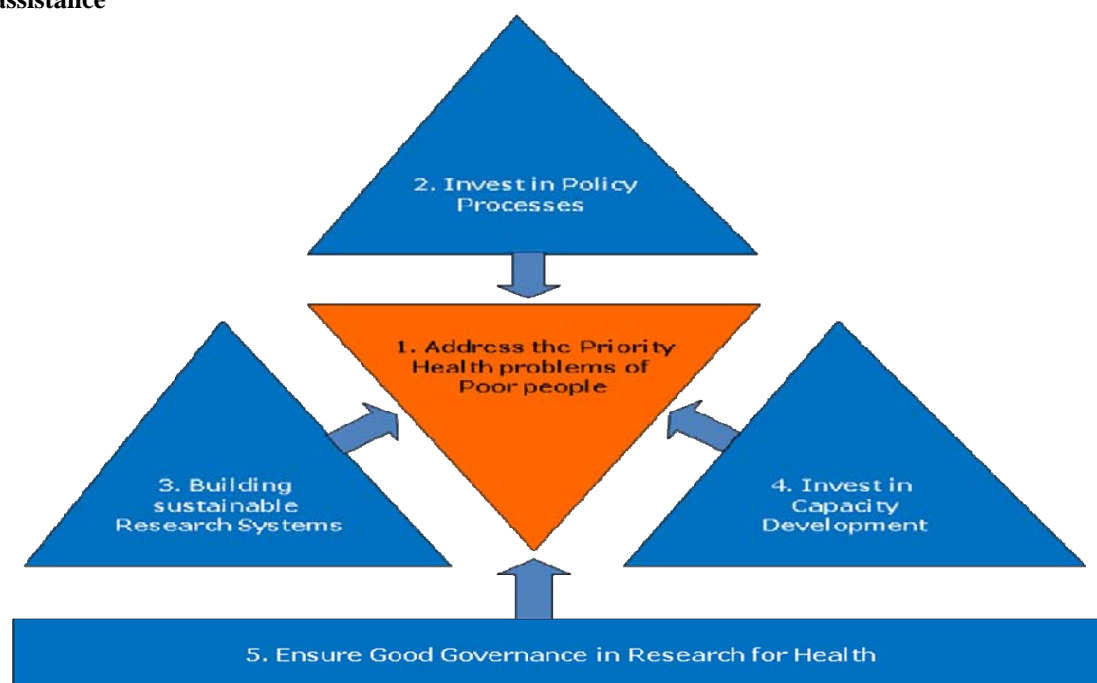 assistance
2. Invest in Policy
Processes
1. Address the Priority
Health problems of
Poor people
3. Building
sustainable
Research Systems
4. Invest in
Capacity
Development
5. Ensure Good Governance in Research for Health